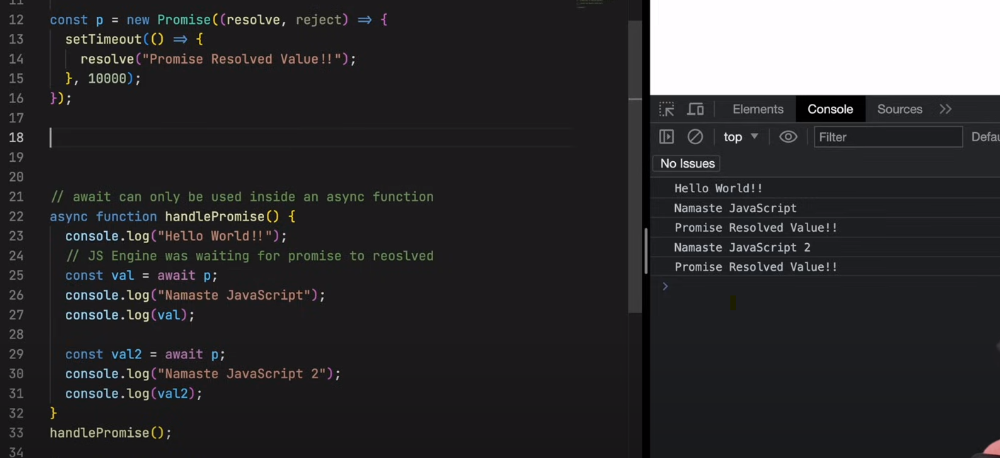 11
12 const p = new Promise((resolve, reject) => {
13 setTimeout(() => {
14 resolve("Promise Resolved Value!!");
15 }, 10000);
16 });
17
18
19
20
21 // await can only be used inside an async function
22 async function handlePromise() {
23 console.log("Hello World!!");
24 // JS Engine was waiting for promise to reoslved
25 const val = await p;
26 console.log("Namaste JavaScript");
27 console.log(val);
28
29 const val2 = await p;
30 console.log("Namaste JavaScript 2");
31 console.log(val2);
32 }
33 handlePromise();
34
Elements Console Sources
top Filter Defau
No Issues
Hello World!!
Namaste JavaScript
Promise Resolved Value!!
Namaste JavaScript 2
Promise Resolved Value!!